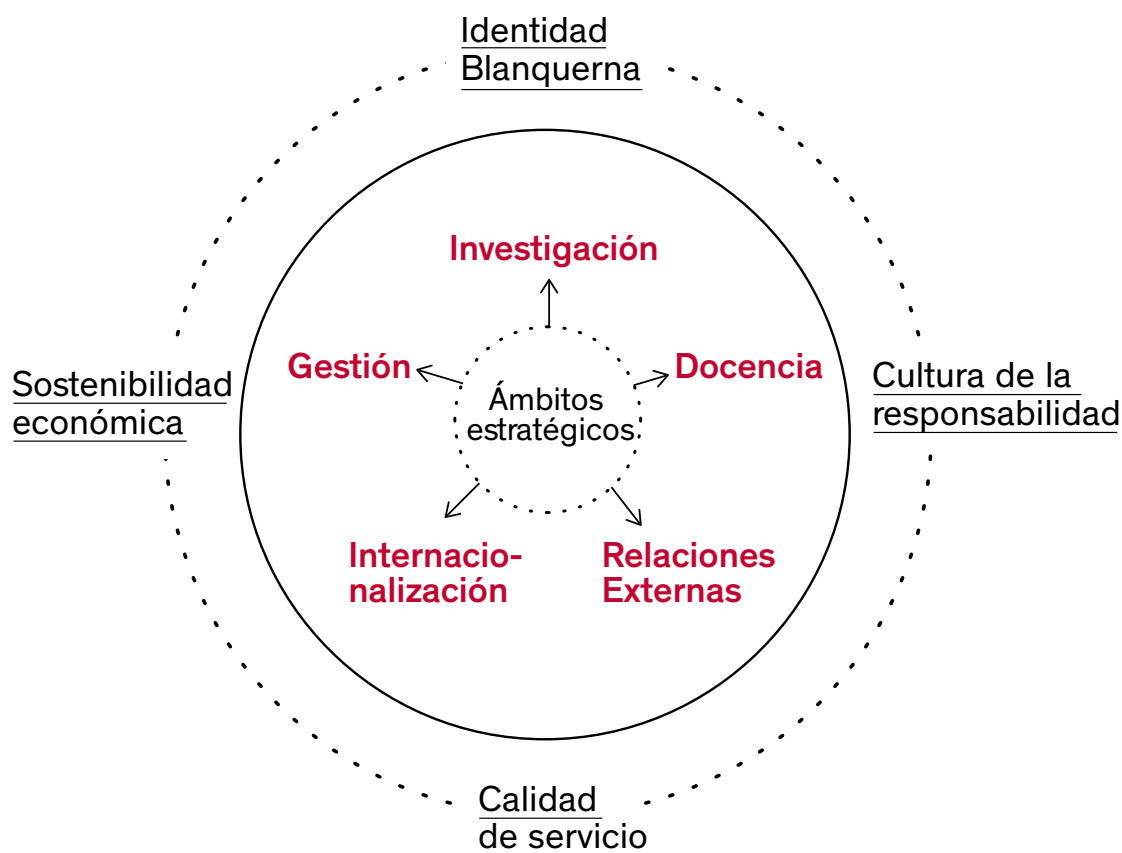 Identidad
Blanquerna
Investigación
Gestión
Docencia
Ámbitos
estratégicos
Sostenibilidad
económica
Cultura de la
responsabilidad
Internacio-
nalización
Relaciones
Externas
Calidad
de servicio